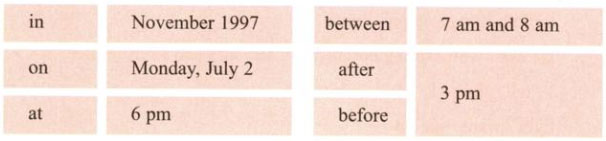 in November 1997 between 7 am and 8 am
on Monday, July 2 after
3 pm
at 6 pm before